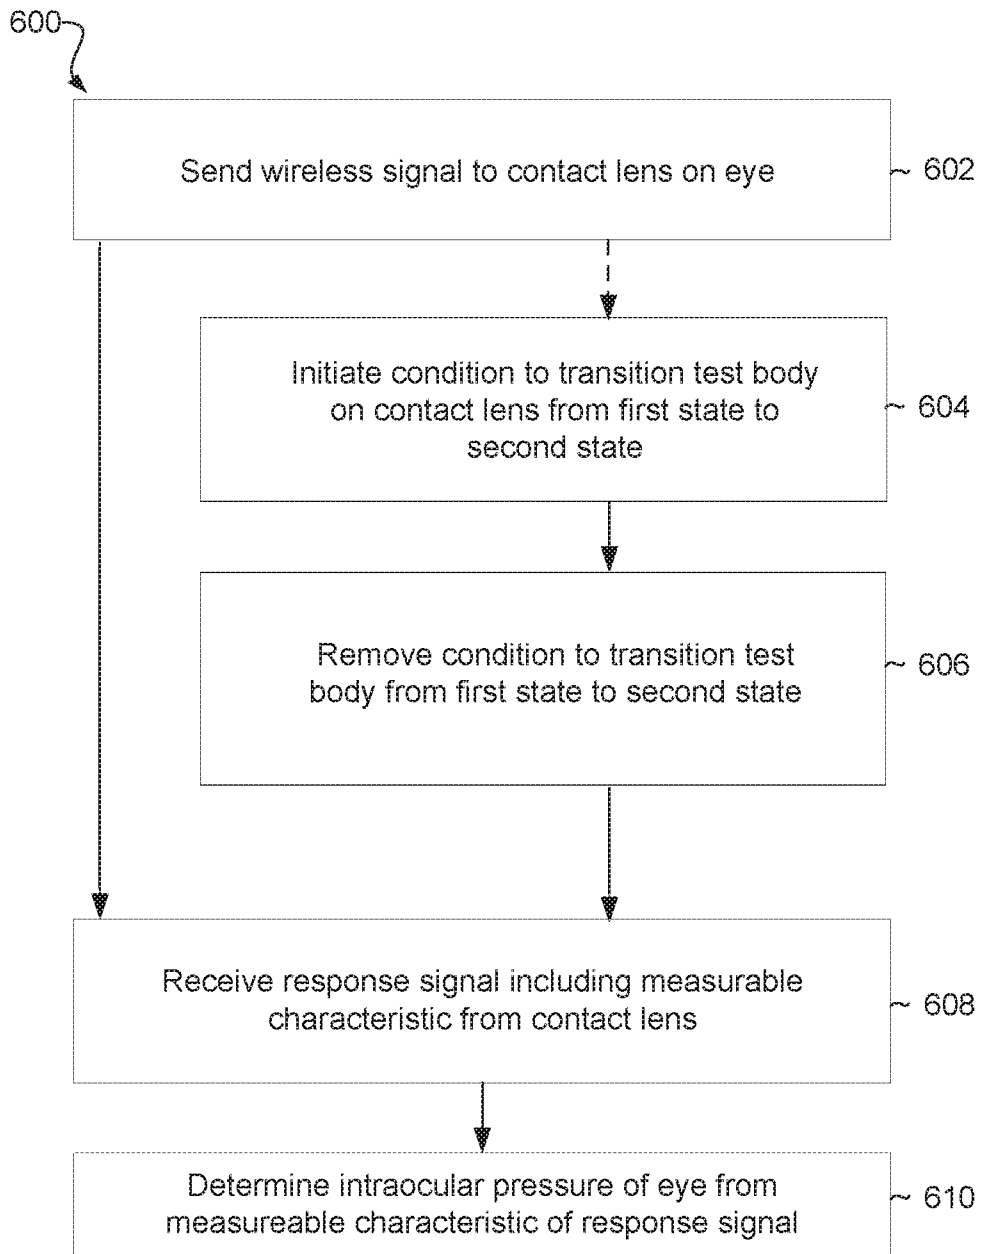 600
Send wireless signal to contact lens on eye
602
Initiate condition to transition test body
on contact lens from first state to
second state
604
Remove condition to transition test
body from first state to second state
606
Receive response signal including measurable
characteristic from contact lens
608
Determine intraocular pressure of eye from
measureable characteristic of response signal
610